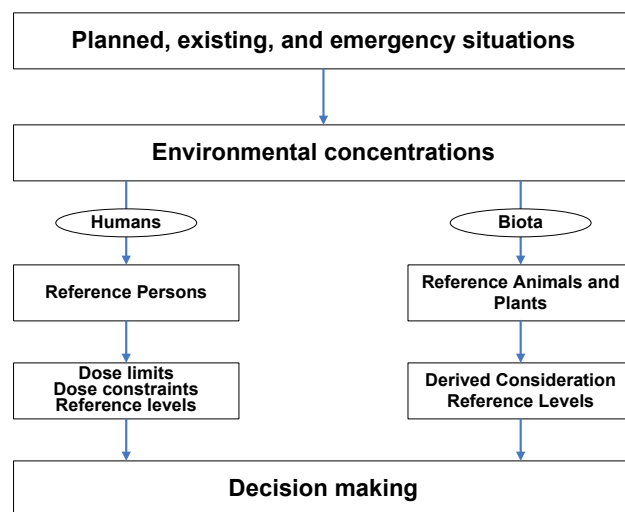 Planned, existing, and emergency situations
Environmental concentrations
Humans
Biota
Reference Persons
Reference Animals and
Plants
Dose limits
Dose constraints
Reference levels
Derived Consideration
Reference Levels
Decision making